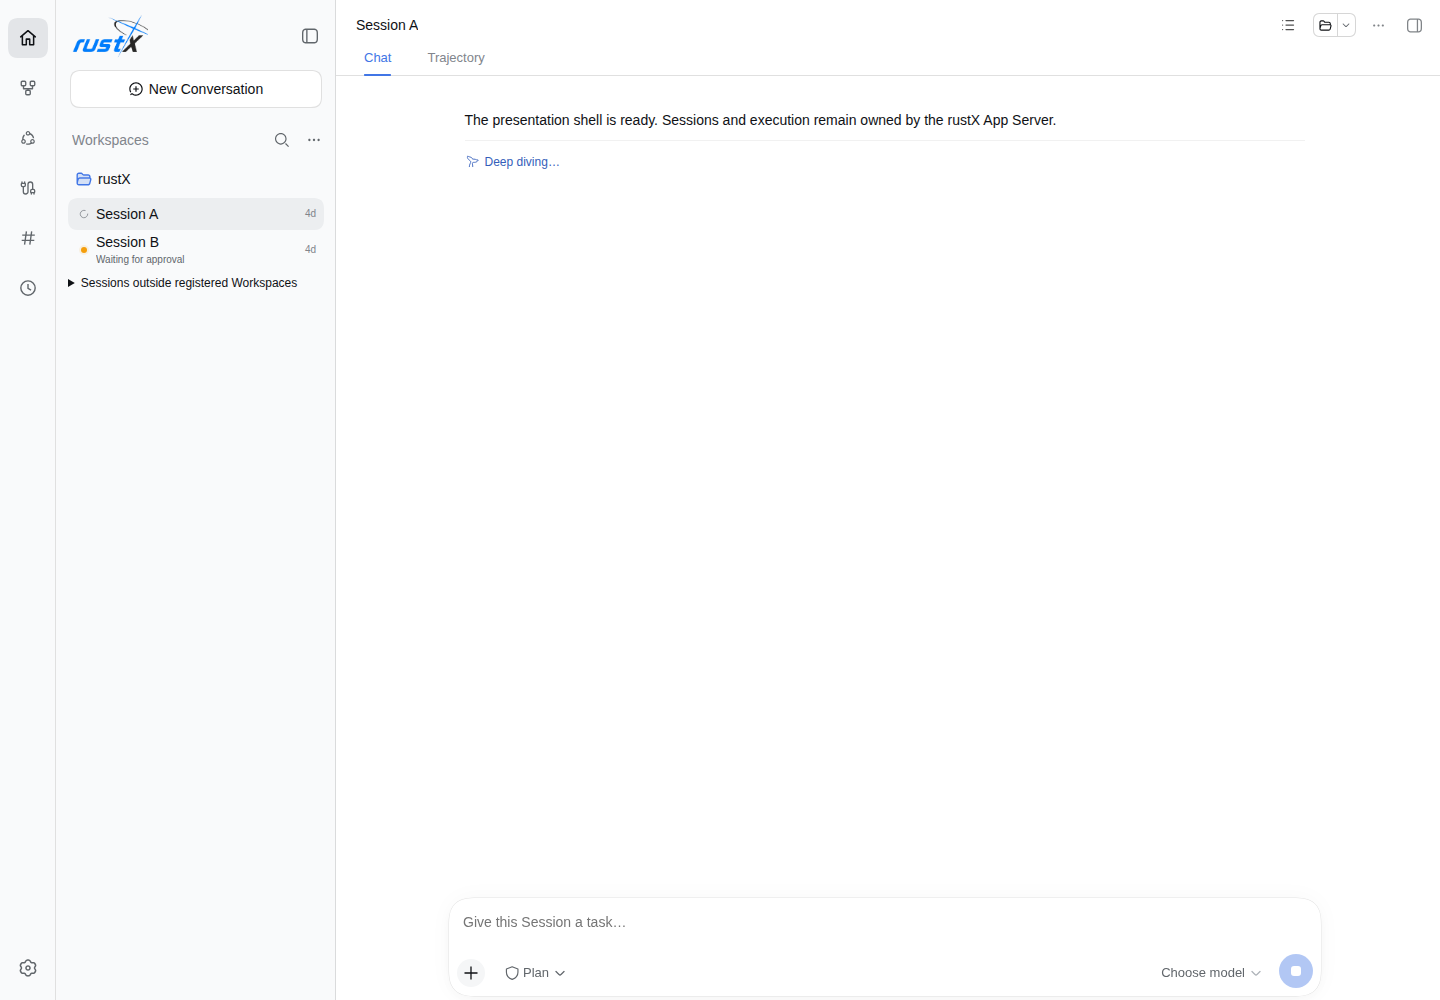 rustX
New Conversation
Workspaces
rustX
Session A
4d
Session B
Waiting for approval
4d
Sessions outside registered Workspaces
Session A
Chat
Trajectory
The presentation shell is ready. Sessions and execution remain owned by the rustX App Server.
Deep diving…
Give this Session a task…
Plan
Choose model